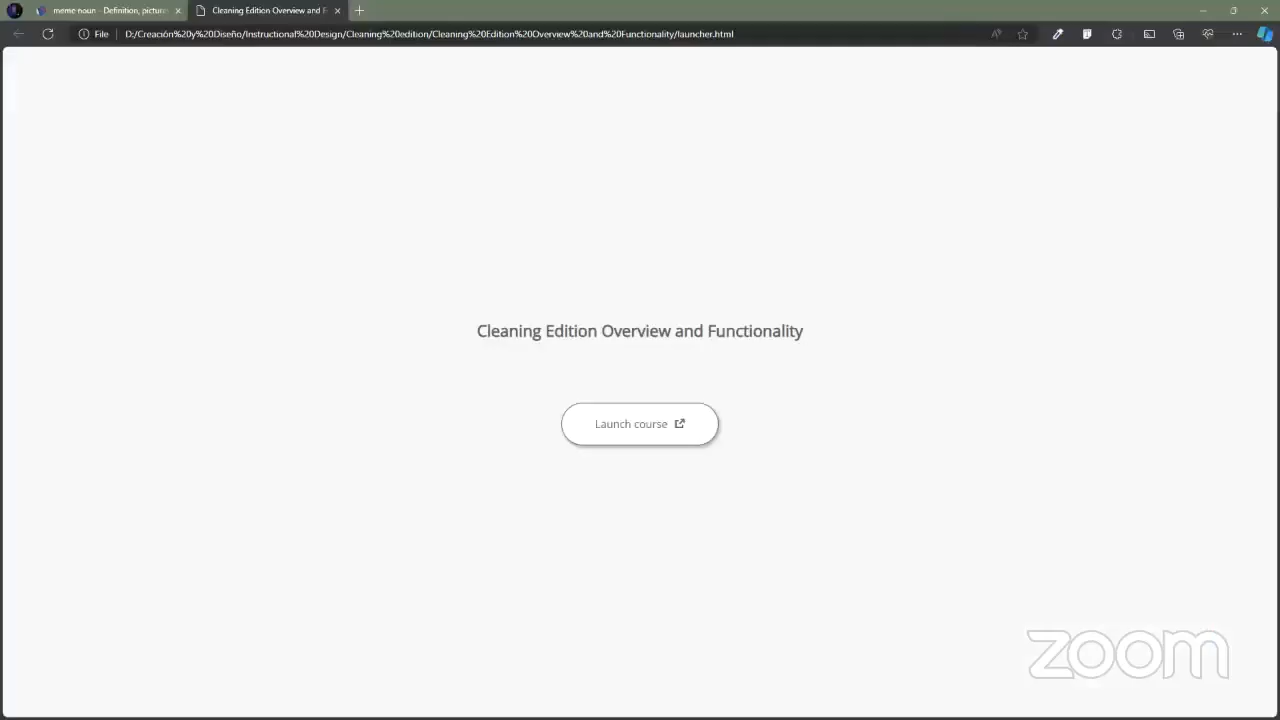 meme noun - Definition, pictur
Cleaning Edition Overview and F
File
D:/Creación%20y%20Diseño/Instructional%20Design/Cleaning%20edition/Cleaning%20Edition%20Overview%20and%20Functionality/launcher.html
Cleaning Edition Overview and Functionality
Launch course
zoom